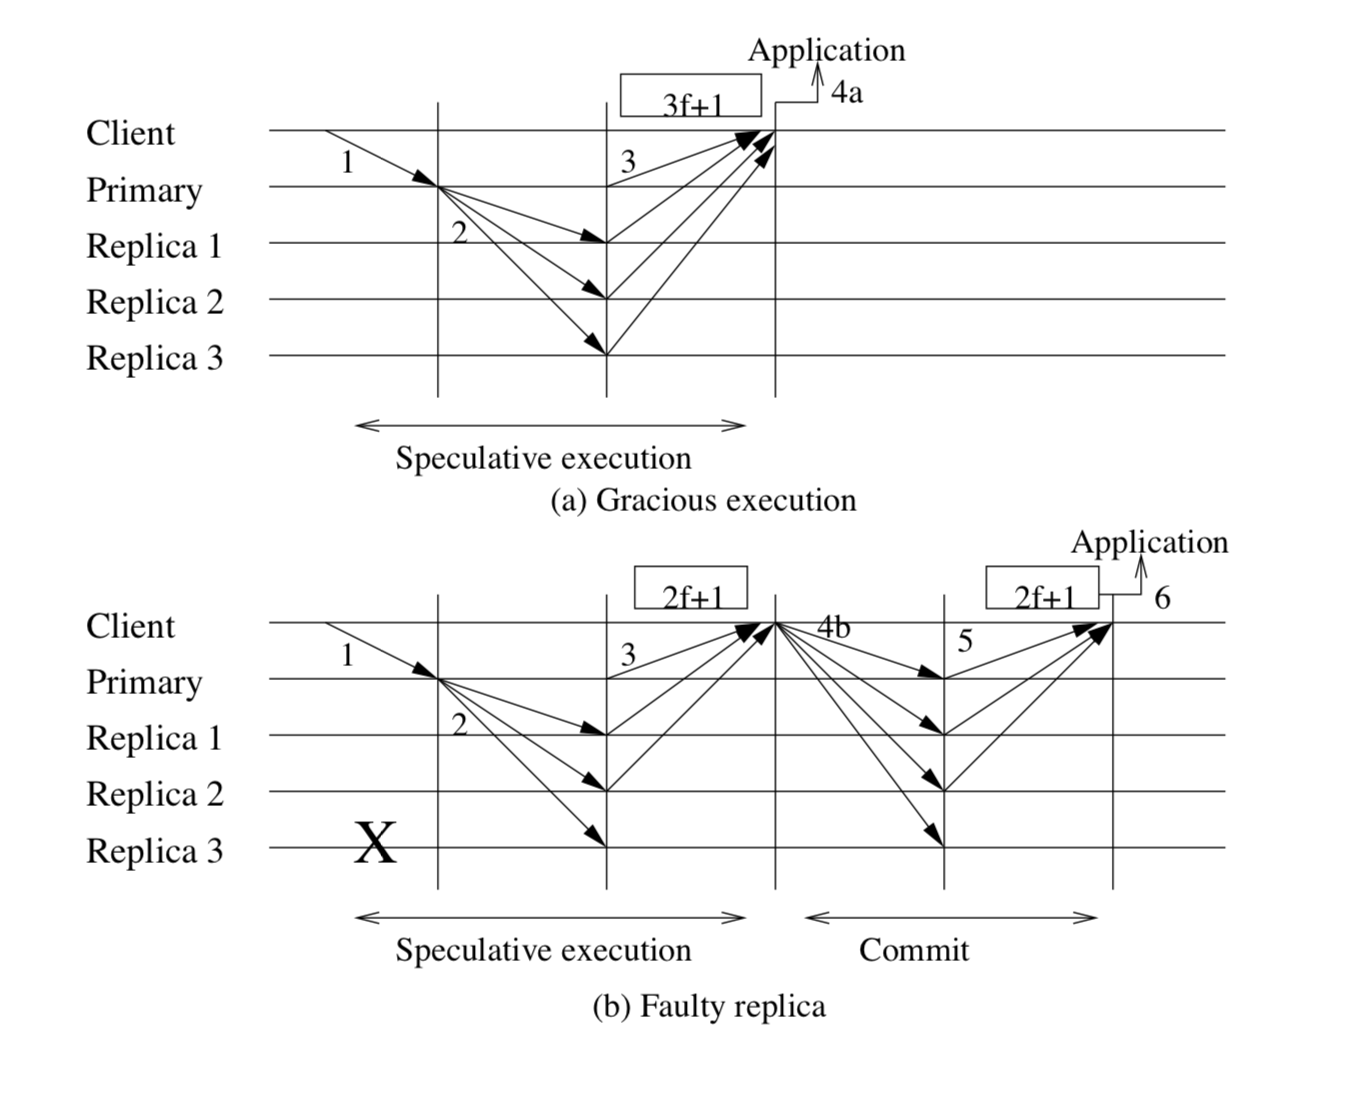 Application
3f+1
4a
Client
1
3
Primary
2
Replica 1
Replica 2
Replica 3
Speculative execution
(a) Gracious execution
Application
2f+1
2f+1
6
Client
4b
1
3
5
Primary
2
Replica 1
Replica 2
X
Replica 3
Speculative execution
Commit
(b) Faulty replica